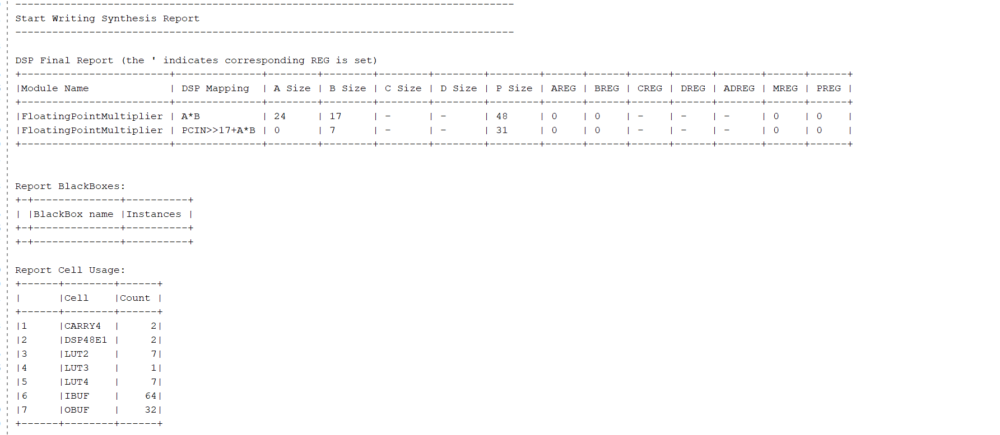 --------------------------------------------------------------------------------
Start Writing Synthesis Report
--------------------------------------------------------------------------------
DSP Final Report (the ' indicates corresponding REG is set)
+------------------------+--------------+--------+--------+--------+--------+--------+------+------+------+------+-------+------+------+
|Module Name             | DSP Mapping  | A Size | B Size | C Size | D Size | P Size | AREG | BREG | CREG | DREG | ADREG | MREG | PREG |
+------------------------+--------------+--------+--------+--------+--------+--------+------+------+------+------+-------+------+------+
|FloatingPointMultiplier | A*B          | 24     | 17     | -      | -      | 48     | 0    | 0    | -    | -    | -     | 0    | 0    |
|FloatingPointMultiplier | PCIN>>17+A*B | 0      | 7      | -      | -      | 31     | 0    | 0    | -    | -    | -     | 0    | 0    |
+------------------------+--------------+--------+--------+--------+--------+--------+------+------+------+------+-------+------+------+
Report BlackBoxes:
+-+--------------+----------+
| |BlackBox name |Instances |
+-+--------------+----------+
+-+--------------+----------+
Report Cell Usage:
+------+--------+------+
|      |Cell    |Count |
+------+--------+------+
|1     |CARRY4  |     2|
|2     |DSP48E1 |     2|
|3     |LUT2    |     7|
|4     |LUT3    |     1|
|5     |LUT4    |     7|
|6     |IBUF    |    64|
|7     |OBUF    |    32|
+------+--------+------+